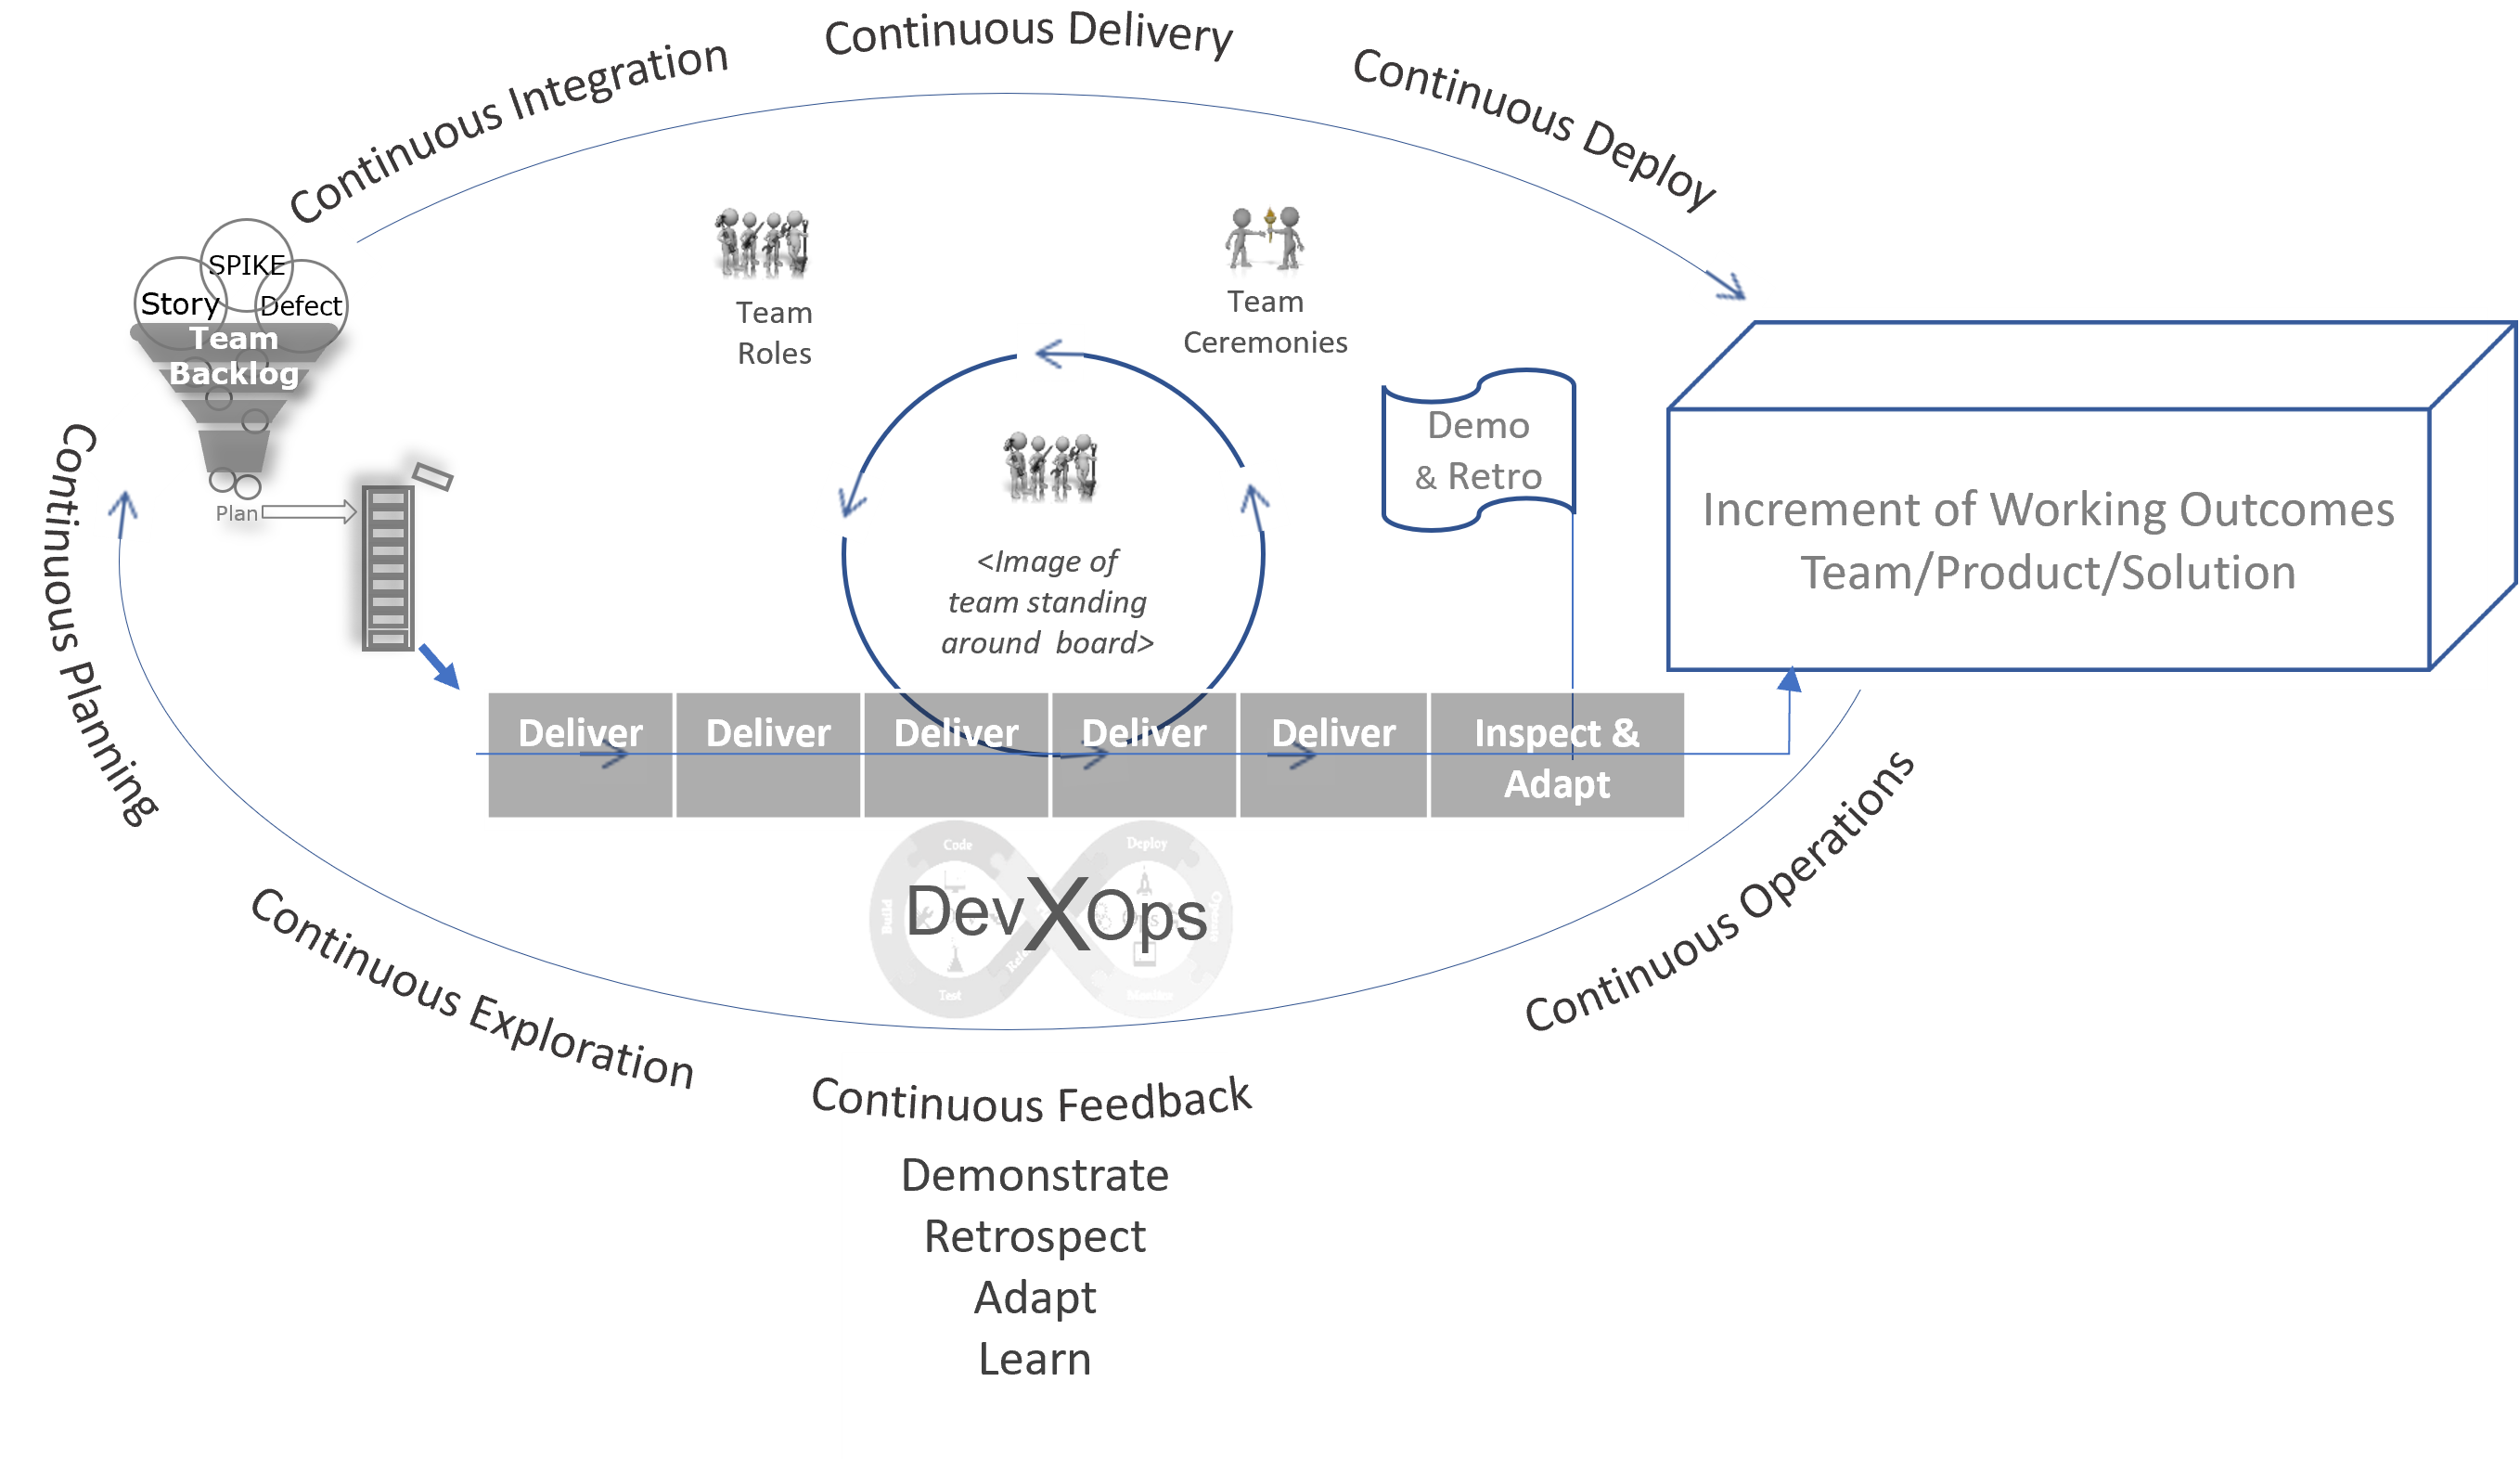 Continuous Delivery
Continuous Integration
Continuous Deploy
SPIKE
Story
Defect
Team
Backlog
Plan
Team
Roles
Team
Ceremonies
Demo
& Retro
Increment of Working Outcomes
Team/Product/Solution
<Image of
team standing
around  board>
Continuous Planning
Deliver
Deliver
Deliver
Deliver
Deliver
Inspect &
Adapt
Code
Deploy
Build
DevXOps
Test
Monitor
Continuous Operations
Continuous Exploration
Continuous Feedback
Demonstrate
Retrospect
Adapt
Learn